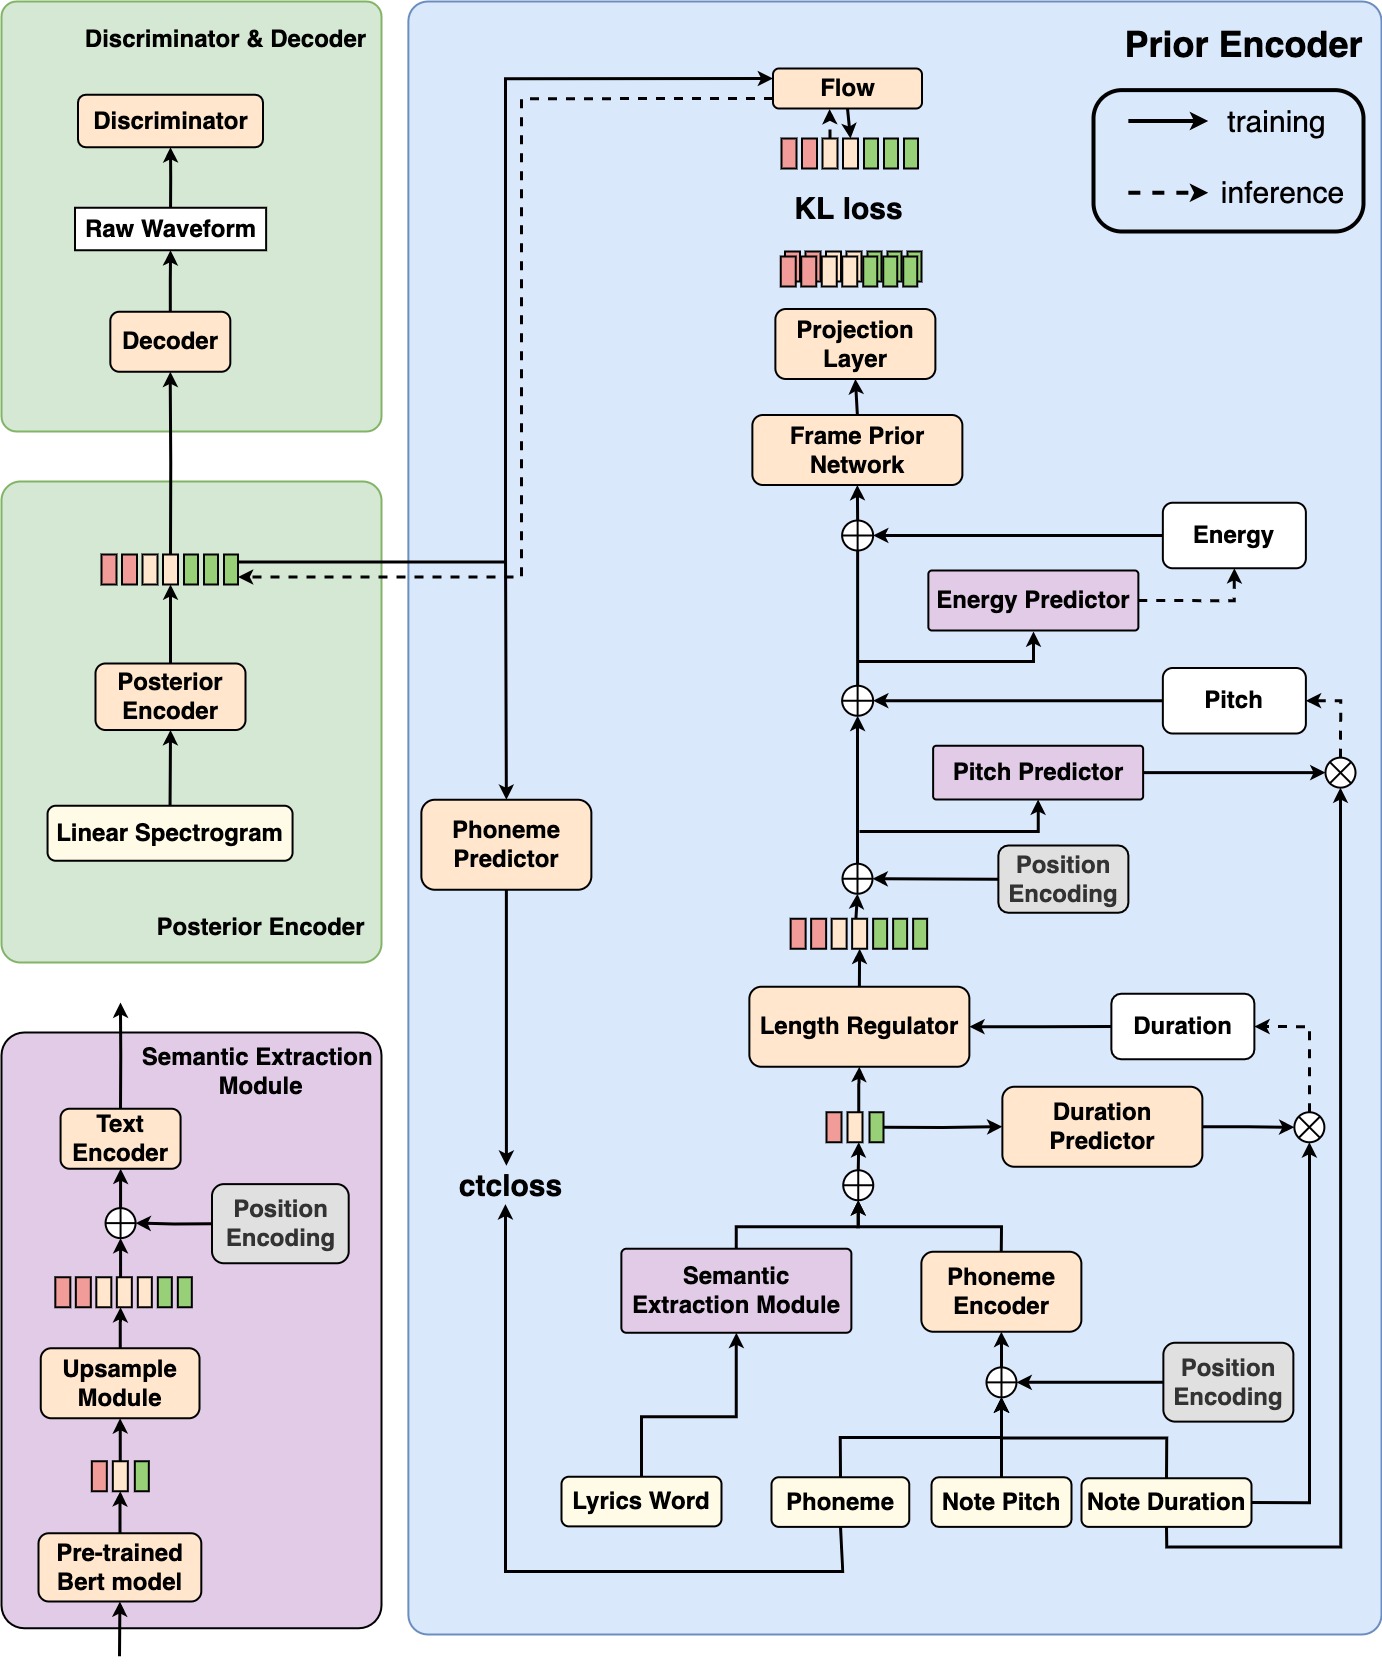 Discriminator & Decoder
Discriminator
Raw Waveform
Decoder
Posterior
Encoder
Linear Spectrogram
Posterior Encoder
Semantic Extraction
Module
Text
Encoder
Position
Encoding
Upsample
Module
Pre-trained
Bert model
Prior Encoder
training
inference
Flow
KL loss
Projection
Layer
Frame Prior
Network
Energy
Energy Predictor
Pitch
Pitch Predictor
Phoneme
Predictor
Position
Encoding
Length Regulator
Duration
Duration
Predictor
ctcloss
Semantic
Extraction Module
Phoneme
Encoder
Position
Encoding
Lyrics Word
Phoneme
Note Pitch
Note Duration